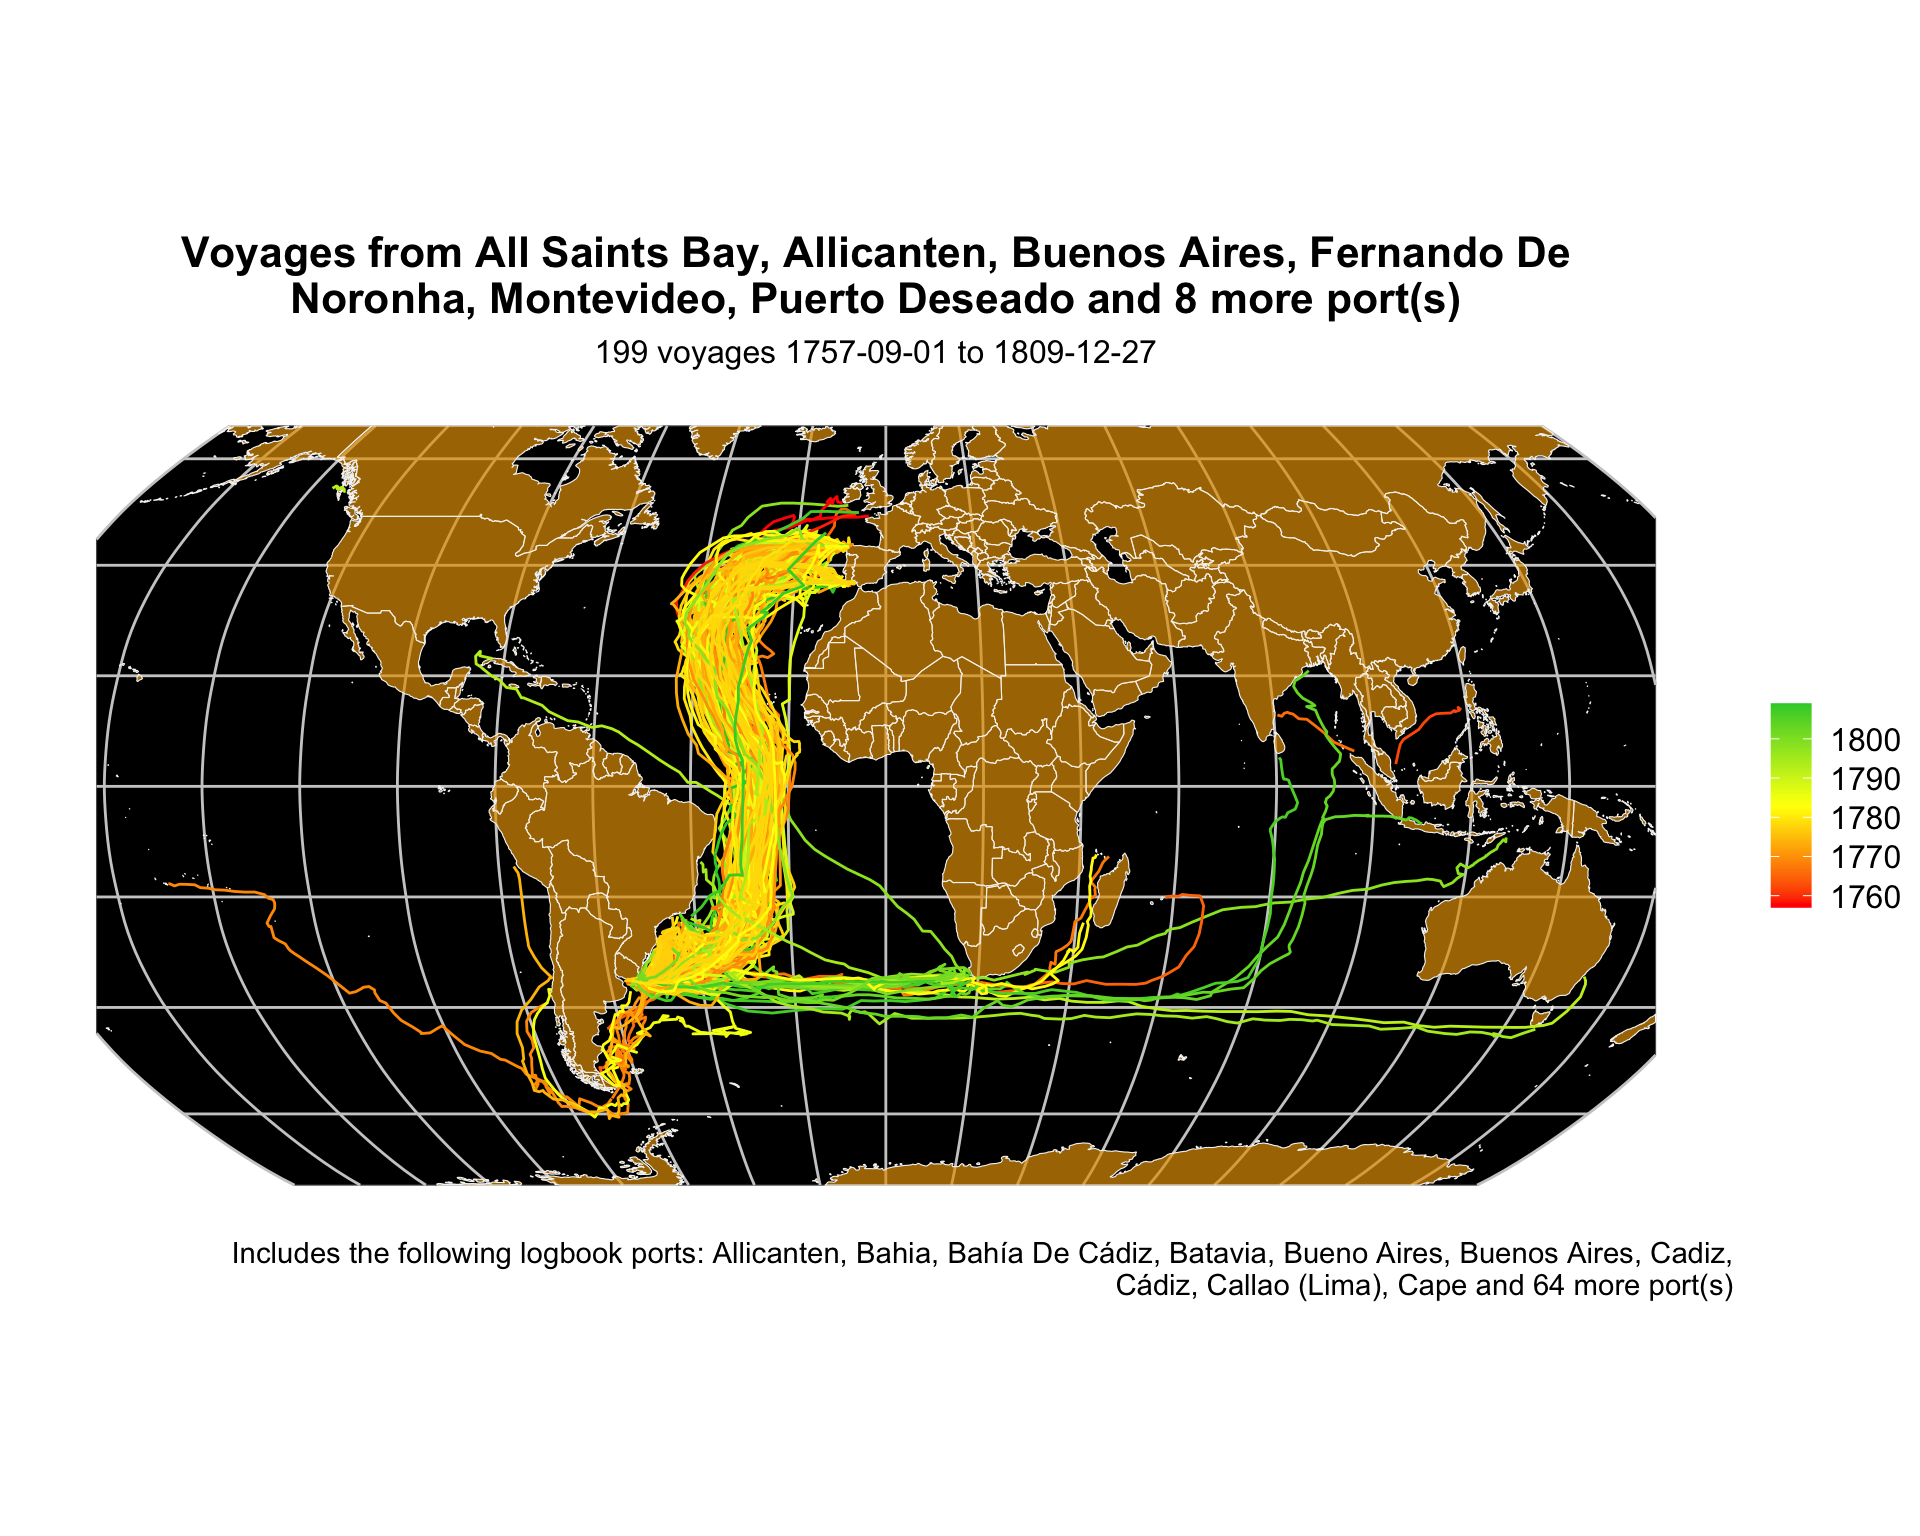 Voyages from All Saints Bay, Allicanten, Buenos Aires, Fernando De
Noronha, Montevideo, Puerto Deseado and 8 more port(s)
199 voyages 1757-09-01 to 1809-12-27
1800
1790
1780
1770
1760
Includes the following logbook ports: Allicanten, Bahia, Bahía De Cádiz, Batavia, Bueno Aires, Buenos Aires, Cadiz,
Cádiz, Callao (Lima), Cape and 64 more port(s)